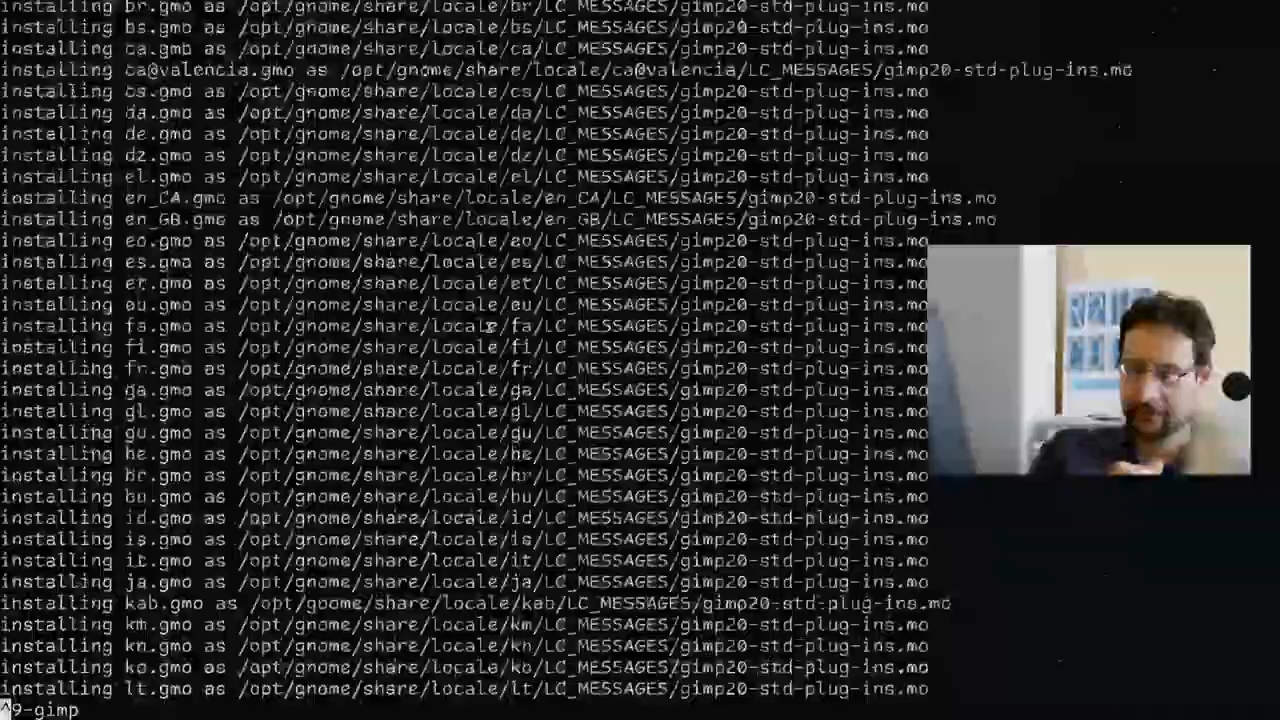 installing br.gmo as /opt/gnome/share/locale/br/LC_MESSAGES/gimp20-std-plug-ins.mo
installing bs.gmo as /opt/gnome/share/locale/bs/LC_MESSAGES/gimp20-std-plug-ins.mo
installing ca.gmo as /opt/gnome/share/locale/ca/LC_MESSAGES/gimp20-std-plug-ins.mo
installing ca@valencia.gmo as /opt/gnome/share/locale/ca@valencia/LC_MESSAGES/gimp20-std-plug-ins.mo
installing cs.gmo as /opt/gnome/share/locale/cs/LC_MESSAGES/gimp20-std-plug-ins.mo
installing da.gmo as /opt/gnome/share/locale/da/LC_MESSAGES/gimp20-std-plug-ins.mo
installing de.gmo as /opt/gnome/share/locale/de/LC_MESSAGES/gimp20-std-plug-ins.mo
installing dz.gmo as /opt/gnome/share/locale/dz/LC_MESSAGES/gimp20-std-plug-ins.mo
installing el.gmo as /opt/gnome/share/locale/el/LC_MESSAGES/gimp20-std-plug-ins.mo
installing en_CA.gmo as /opt/gnome/share/locale/en_CA/LC_MESSAGES/gimp20-std-plug-ins.mo
installing en_GB.gmo as /opt/gnome/share/locale/en_GB/LC_MESSAGES/gimp20-std-plug-ins.mo
installing eo.gmo as /opt/gnome/share/locale/eo/LC_MESSAGES/gimp20-std-plug-ins.mo
installing es.gmo as /opt/gnome/share/locale/es/LC_MESSAGES/gimp20-std-plug-ins.mo
installing et.gmo as /opt/gnome/share/locale/et/LC_MESSAGES/gimp20-std-plug-ins.mo
installing eu.gmo as /opt/gnome/share/locale/eu/LC_MESSAGES/gimp20-std-plug-ins.mo
installing fa.gmo as /opt/gnome/share/locale/fa/LC_MESSAGES/gimp20-std-plug-ins.mo
installing fi.gmo as /opt/gnome/share/locale/fi/LC_MESSAGES/gimp20-std-plug-ins.mo
installing fr.gmo as /opt/gnome/share/locale/fr/LC_MESSAGES/gimp20-std-plug-ins.mo
installing ga.gmo as /opt/gnome/share/locale/ga/LC_MESSAGES/gimp20-std-plug-ins.mo
installing gl.gmo as /opt/gnome/share/locale/gl/LC_MESSAGES/gimp20-std-plug-ins.mo
installing gu.gmo as /opt/gnome/share/locale/gu/LC_MESSAGES/gimp20-std-plug-ins.mo
installing he.gmo as /opt/gnome/share/locale/he/LC_MESSAGES/gimp20-std-plug-ins.mo
installing hr.gmo as /opt/gnome/share/locale/hr/LC_MESSAGES/gimp20-std-plug-ins.mo
installing hu.gmo as /opt/gnome/share/locale/hu/LC_MESSAGES/gimp20-std-plug-ins.mo
installing id.gmo as /opt/gnome/share/locale/id/LC_MESSAGES/gimp20-std-plug-ins.mo
installing is.gmo as /opt/gnome/share/locale/is/LC_MESSAGES/gimp20-std-plug-ins.mo
installing it.gmo as /opt/gnome/share/locale/it/LC_MESSAGES/gimp20-std-plug-ins.mo
installing ja.gmo as /opt/gnome/share/locale/ja/LC_MESSAGES/gimp20-std-plug-ins.mo
installing kab.gmo as /opt/gnome/share/locale/kab/LC_MESSAGES/gimp20-std-plug-ins.mo
installing km.gmo as /opt/gnome/share/locale/km/LC_MESSAGES/gimp20-std-plug-ins.mo
installing kn.gmo as /opt/gnome/share/locale/kn/LC_MESSAGES/gimp20-std-plug-ins.mo
installing ko.gmo as /opt/gnome/share/locale/ko/LC_MESSAGES/gimp20-std-plug-ins.mo
installing lt.gmo as /opt/gnome/share/locale/lt/LC_MESSAGES/gimp20-std-plug-ins.mo
^9-gimp